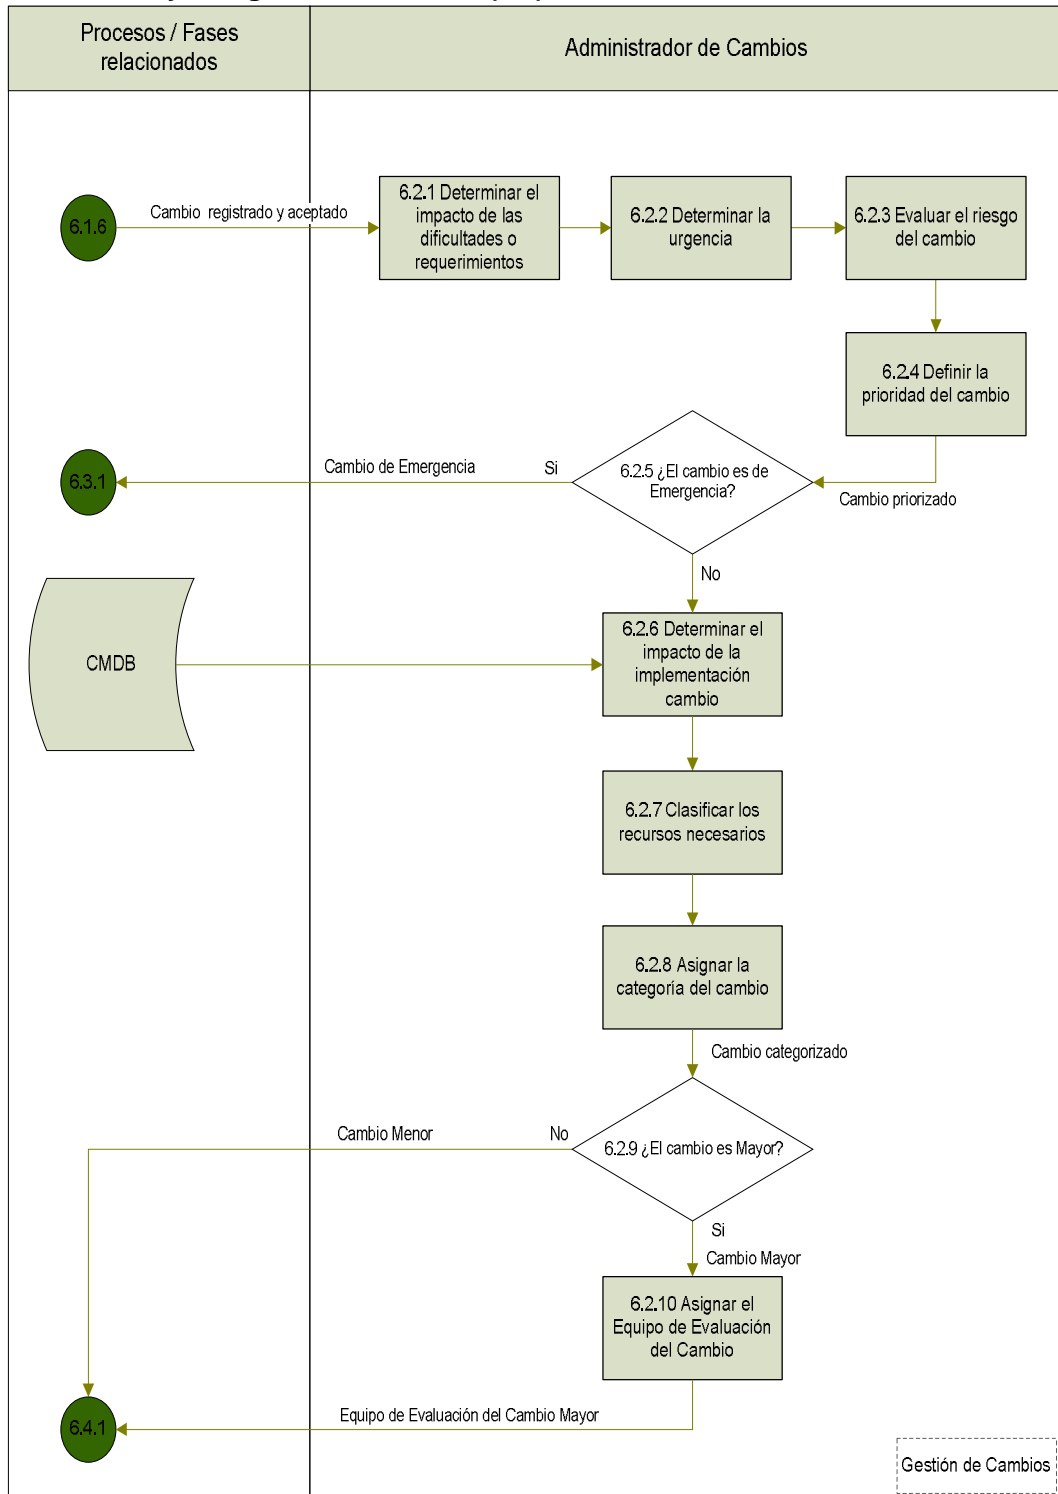 Procesos / Fases
relacionados
Administrador de Cambios
6.1.6
Cambio registrado y aceptado
6.2.1 Determinar el
impacto de las
dificultades o
requerimientos
6.2.2 Determinar la
urgencia
6.2.3 Evaluar el riesgo
del cambio
6.2.4 Definir la
prioridad del cambio
6.3.1
Cambio de Emergencia
Si
6.2.5 ¿El cambio es de
Emergencia?
Cambio priorizado
No
CMDB
6.2.6 Determinar el
impacto de la
implementación
cambio
6.2.7 Clasificar los
recursos necesarios
6.2.8 Asignar la
categoría del cambio
Cambio categorizado
Cambio Menor
No
6.2.9 ¿El cambio es Mayor?
Si
Cambio Mayor
6.2.10 Asignar el
Equipo de Evaluación
del Cambio
6.4.1
Equipo de Evaluación del Cambio Mayor
Gestión de Cambios